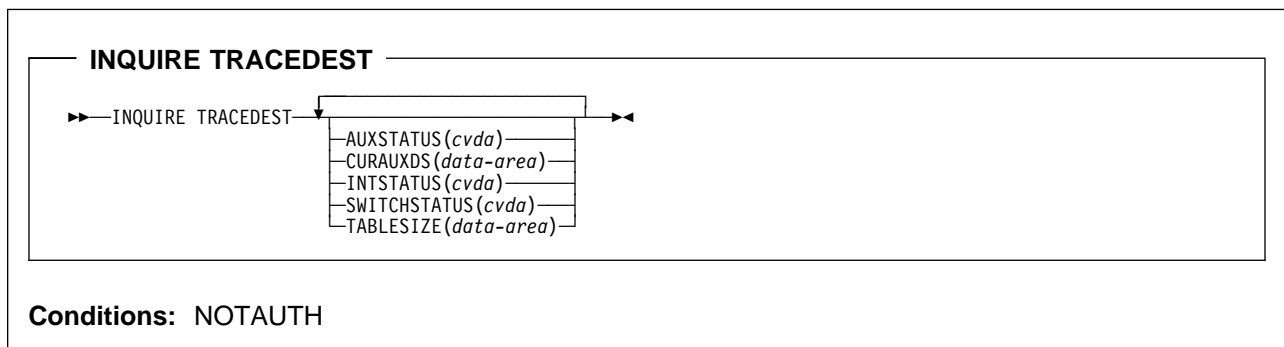 INQUIRE TRACEDEST
INQUIRE TRACEDEST
AUXSTATUS(cvda)
CURAUXDS(data-area)
INTSTATUS(cvda)
SWITCHSTATUS(cvda)
TABLESIZE(data-area)
Conditions: NOTAUTH